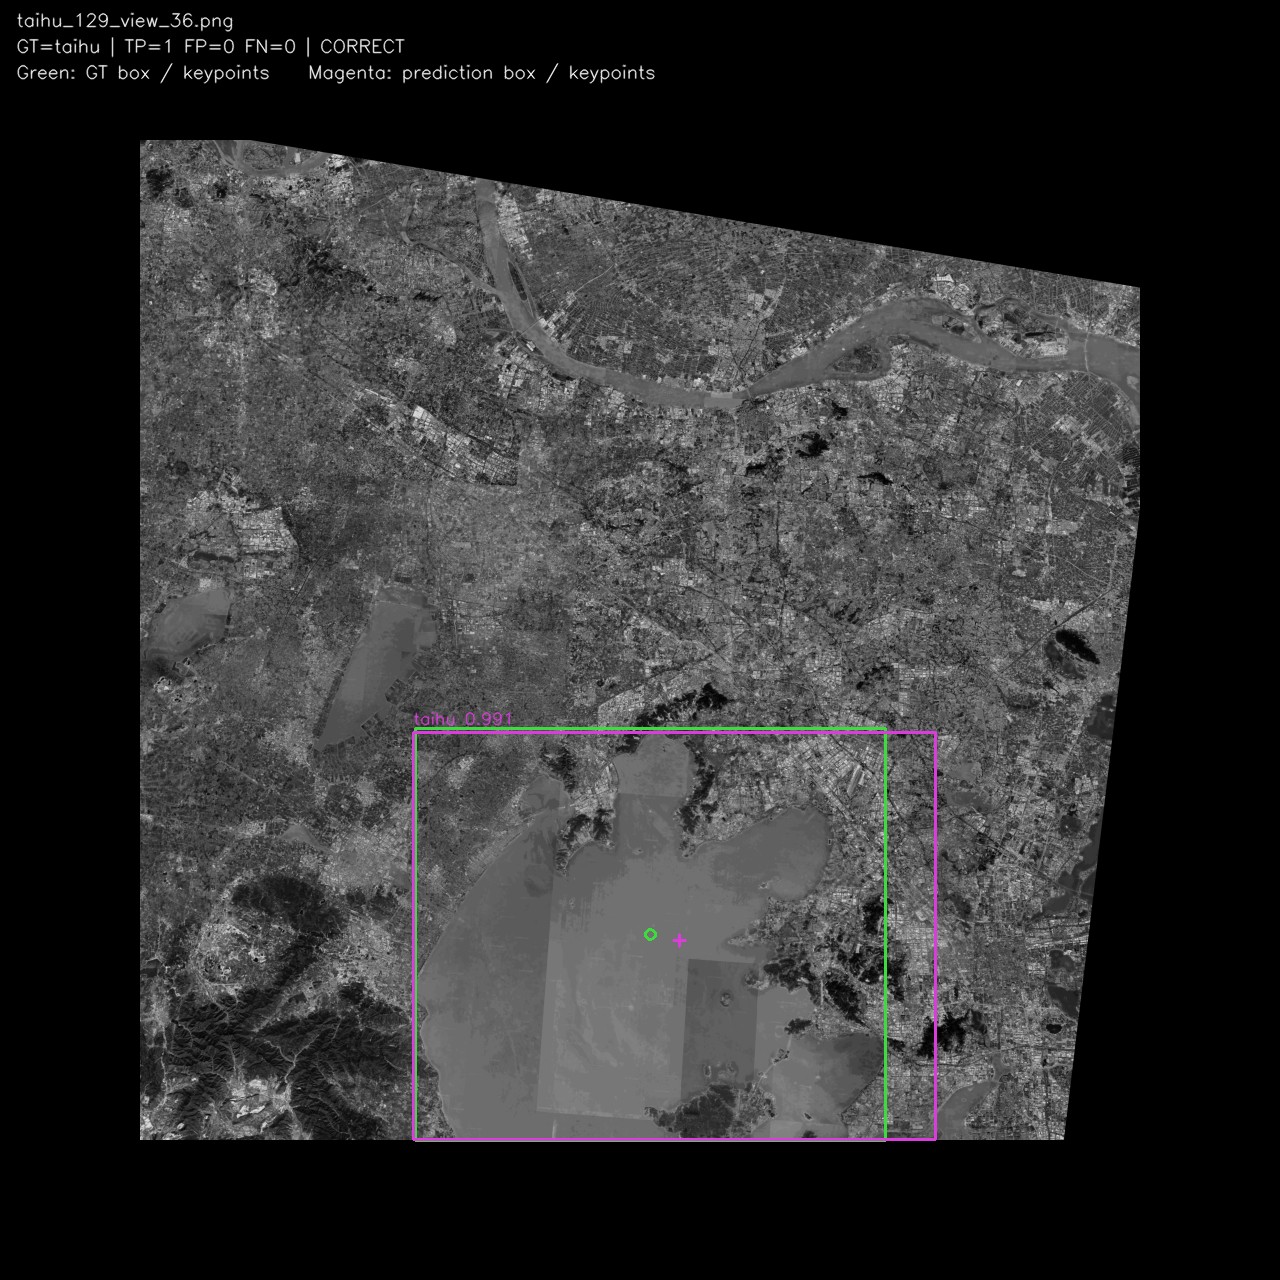 taihu_129_view_36.png
GT=taihu | TP=1 FP=0 FN=0 | CORRECT
Green: GT box / keypoints Magenta: prediction box / keypoints
taihu 0.991